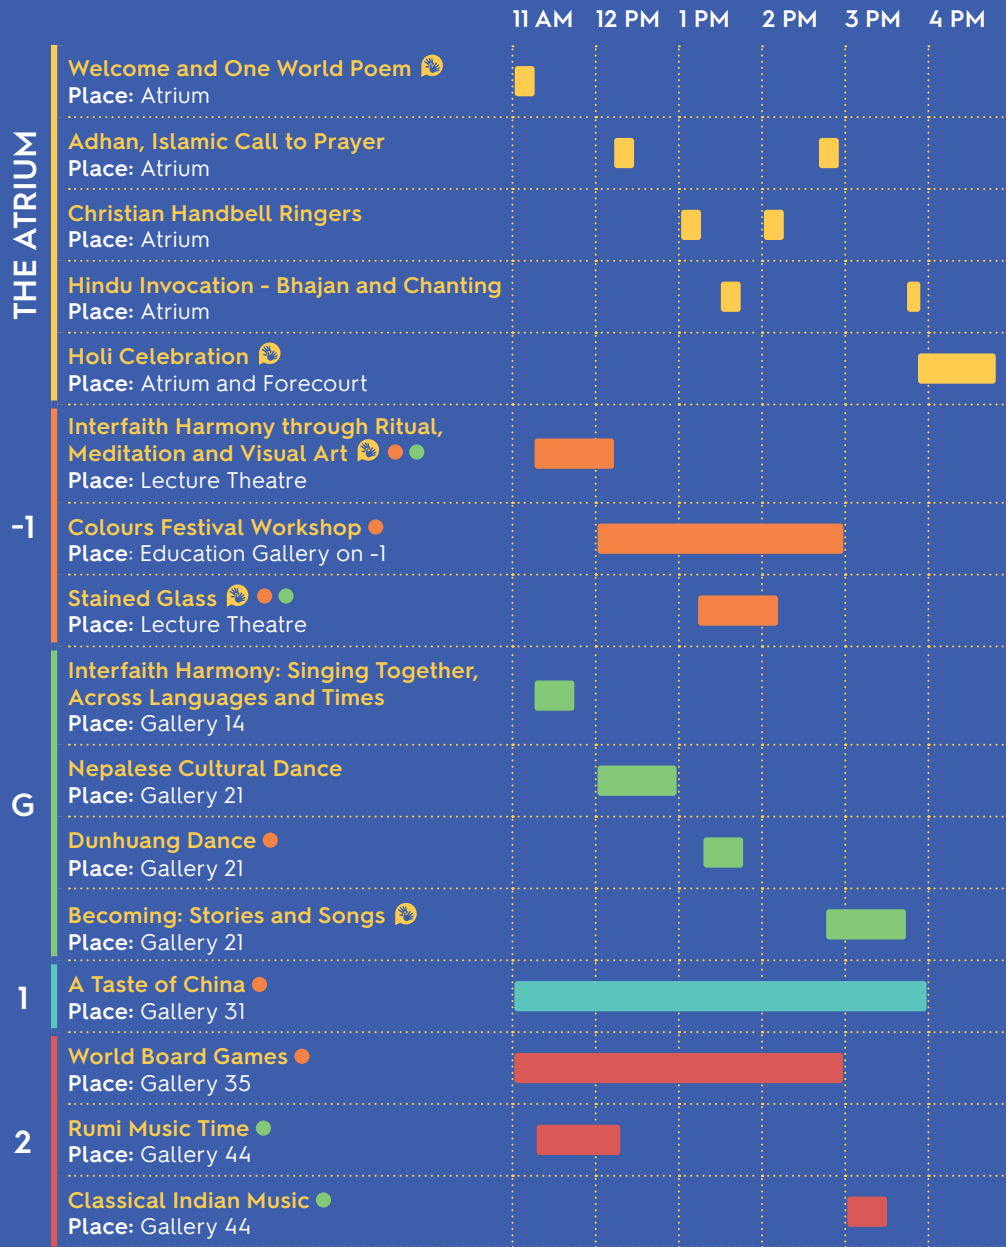 11 AM 12 PM 1 PM 2 PM 3 PM 4 PM
THE ATRIUM
Welcome and One World Poem
Place: Atrium
Adhan, Islamic Call to Prayer
Place: Atrium
Christian Handbell Ringers
Place: Atrium
Hindu Invocation - Bhajan and Chanting
Place: Atrium
Holi Celebration
Place: Atrium and Forecourt
-1
Interfaith Harmony through Ritual,
Meditation and Visual Art
Place: Lecture Theatre
Colours Festival Workshop
Place: Education Gallery on -1
Stained Glass
Place: Lecture Theatre
G
Interfaith Harmony: Singing Together,
Across Languages and Times
Place: Gallery 14
Nepalese Cultural Dance
Place: Gallery 21
Dunhuang Dance
Place: Gallery 21
Becoming: Stories and Songs
Place: Gallery 21
1
A Taste of China
Place: Gallery 31
2
World Board Games
Place: Gallery 35
Rumi Music Time
Place: Gallery 44
Classical Indian Music
Place: Gallery 44